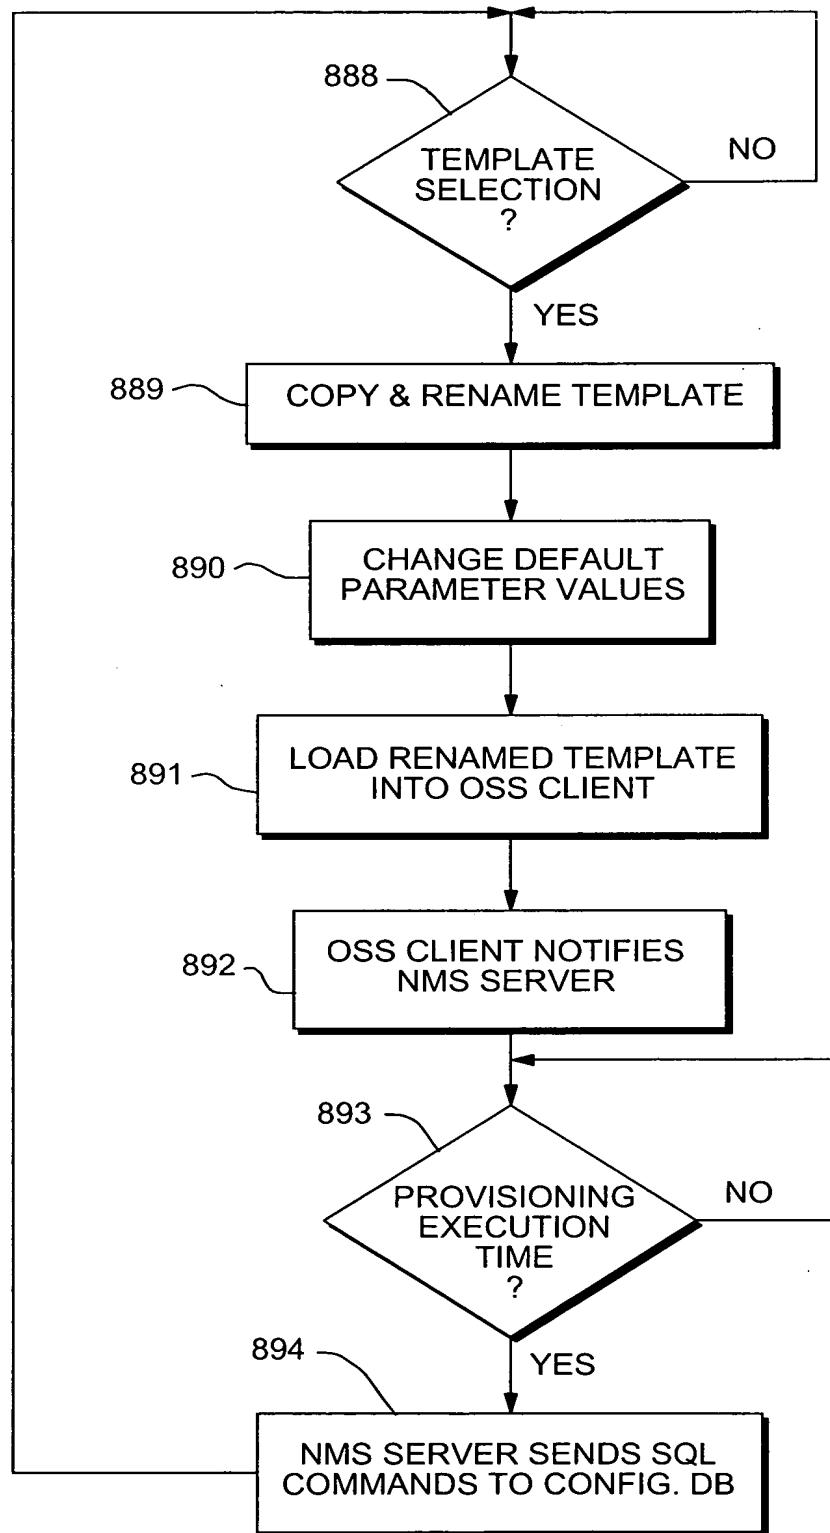 888
TEMPLATE
SELECTION
?
NO
YES
889
COPY & RENAME TEMPLATE
890
CHANGE DEFAULT
PARAMETER VALUES
891
LOAD RENAMED TEMPLATE
INTO OSS CLIENT
892
OSS CLIENT NOTIFIES
NMS SERVER
893
PROVISIONING
EXECUTION
TIME
?
NO
YES
894
NMS SERVER SENDS SQL
COMMANDS TO CONFIG. DB